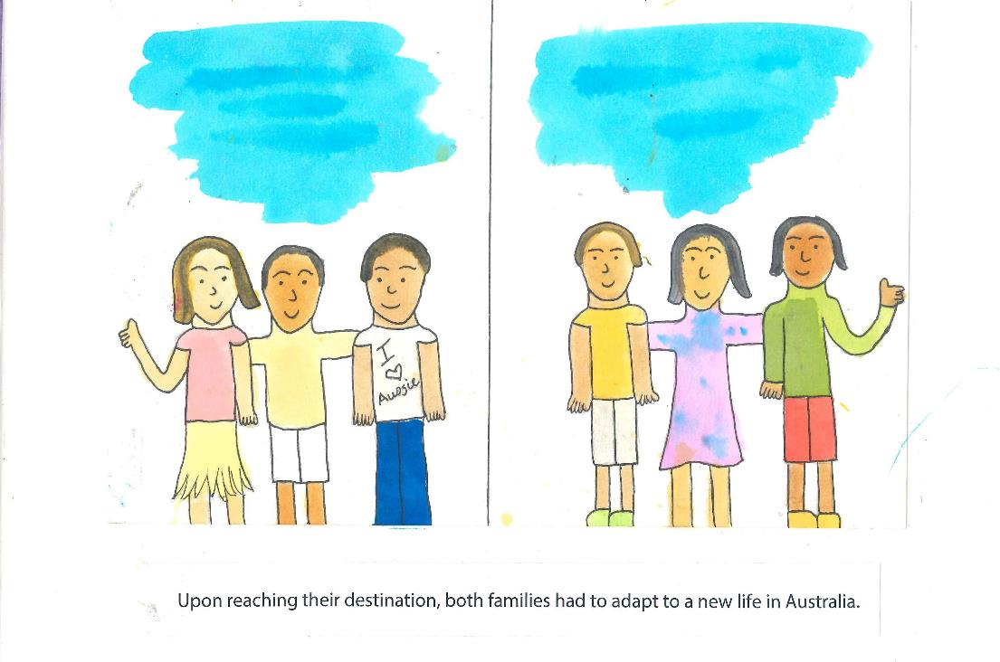 I
♡
Aussie
Upon reaching their destination, both families had to adapt to a new life in Australia.